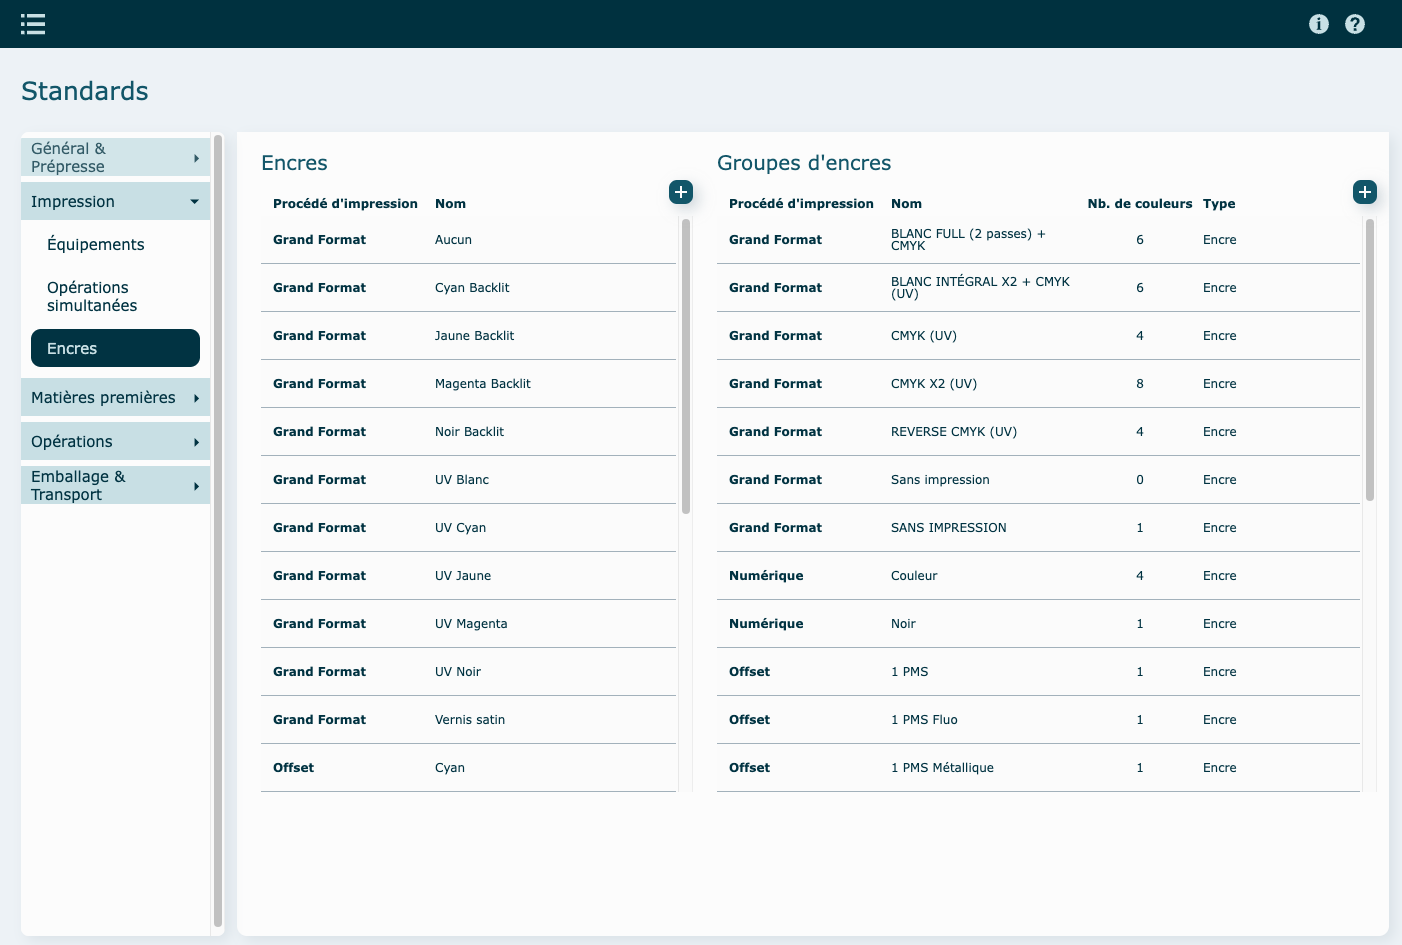 Standards
Général &
Prépresse
Impression
Équipements
Opérations
simultanées
Encres
Matières premières
Opérations
Emballage &
Transport
Encres
Procédé d'impression Nom
Grand Format Aucun
Grand Format Cyan Backlit
Grand Format Jaune Backlit
Grand Format Magenta Backlit
Grand Format Noir Backlit
Grand Format UV Blanc
Grand Format UV Cyan
Grand Format UV Jaune
Grand Format UV Magenta
Grand Format UV Noir
Grand Format Vernis satin
Offset Cyan
Groupes d'encres
Procédé d'impression Nom Nb. de couleurs Type
Grand Format BLANC FULL (2 passes) +
CMYK 6 Encre
Grand Format BLANC INTÉGRAL X2 + CMYK
(UV) 6 Encre
Grand Format CMYK (UV) 4 Encre
Grand Format CMYK X2 (UV) 8 Encre
Grand Format REVERSE CMYK (UV) 4 Encre
Grand Format Sans impression 0 Encre
Grand Format SANS IMPRESSION 1 Encre
Numérique Couleur 4 Encre
Numérique Noir 1 Encre
Offset 1 PMS 1 Encre
Offset 1 PMS Fluo 1 Encre
Offset 1 PMS Métallique 1 Encre